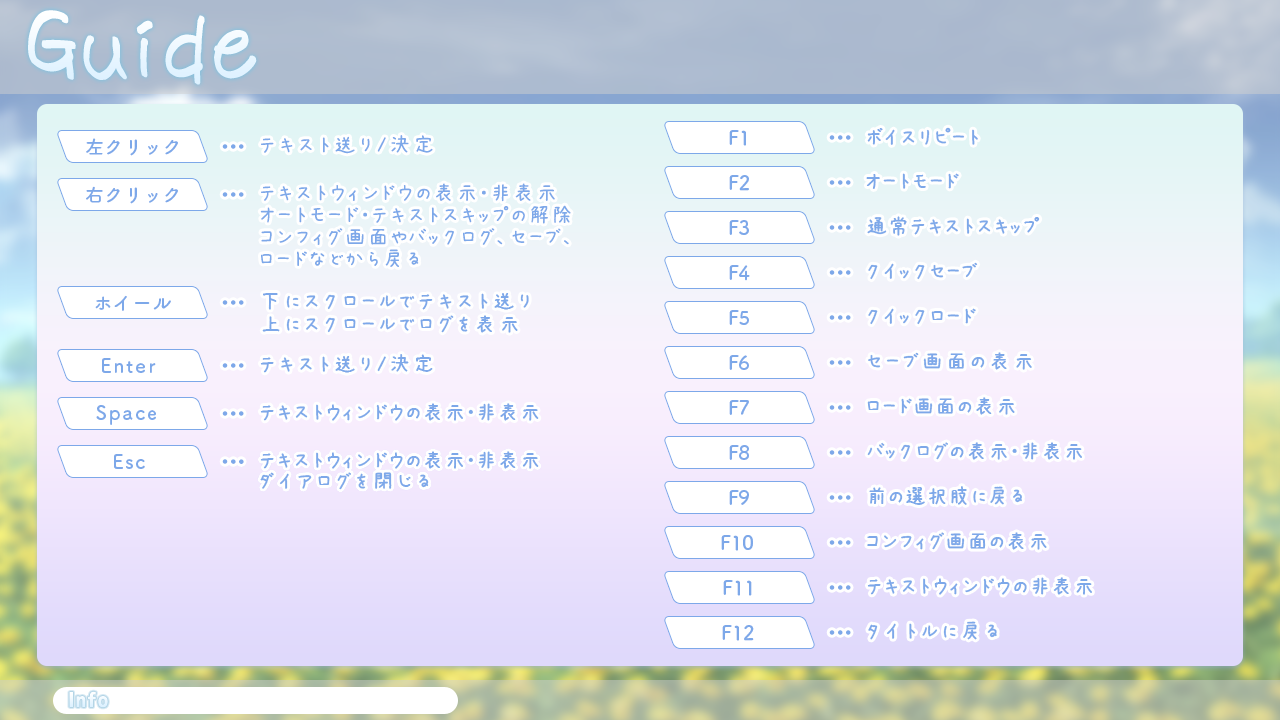 Guide
左クリック … テキスト送り/決定
右クリック … テキストウィンドウの表示・非表示
オートモード・テキストスキップの解除
コンフィグ画面やバックログ、セーブ、
ロードなどから戻る
ホイール … 下にスクロールでテキスト送り
上にスクロールでログを表示
Enter … テキスト送り/決定
Space … テキストウィンドウの表示・非表示
Esc … テキストウィンドウの表示・非表示
ダイアログを閉じる
F1 … ボイスリピート
F2 … オートモード
F3 … 通常テキストスキップ
F4 … クイックセーブ
F5 … クイックロード
F6 … セーブ画面の表示
F7 … ロード画面の表示
F8 … バックログの表示・非表示
F9 … 前の選択肢に戻る
F10 … コンフィグ画面の表示
F11 … テキストウィンドウの非表示
F12 … タイトルに戻る
Info